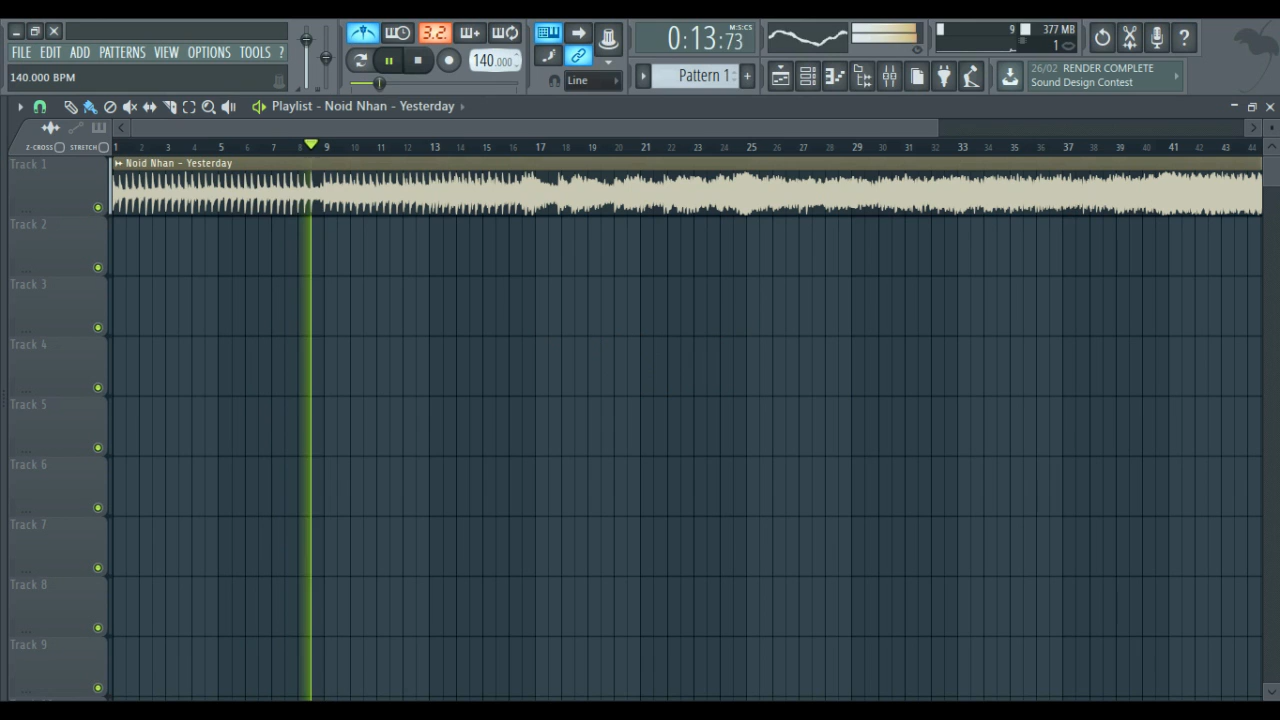 FILE EDIT ADD PATTERNS VIEW OPTIONS TOOLS ?
140.000 BPM
3.2.
140.000
Line
M:S:CS
0:13:73
Pattern 1
+
9
377 MB
1
?
26/02 RENDER COMPLETE
Sound Design Contest
Playlist - Noid Nhan - Yesterday
Z-CROSS STRETCH
1 2 3 4 5 6 7 8 9 10 11 12 13 14 15 16 17 18 19 20 21 22 23 24 25 26 27 28 29 30 31 32 33 34 35 36 37 38 39 40 41 42 43 44
Track 1
Noid Nhan - Yesterday
Track 2
Track 3
Track 4
Track 5
Track 6
Track 7
Track 8
Track 9